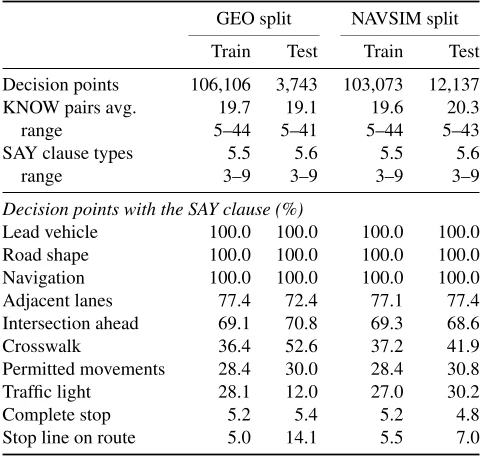 GEO split NAVSIM split
Train Test Train Test
Decision points 106,106 3,743 103,073 12,137
KNOW pairs avg. 19.7 19.1 19.6 20.3
range 5–44 5–41 5–44 5–43
SAY clause types 5.5 5.6 5.5 5.6
range 3–9 3–9 3–9 3–9
Decision points with the SAY clause (%)
Lead vehicle 100.0 100.0 100.0 100.0
Road shape 100.0 100.0 100.0 100.0
Navigation 100.0 100.0 100.0 100.0
Adjacent lanes 77.4 72.4 77.1 77.4
Intersection ahead 69.1 70.8 69.3 68.6
Crosswalk 36.4 52.6 37.2 41.9
Permitted movements 28.4 30.0 28.4 30.8
Traffic light 28.1 12.0 27.0 30.2
Complete stop 5.2 5.4 5.2 4.8
Stop line on route 5.0 14.1 5.5 7.0